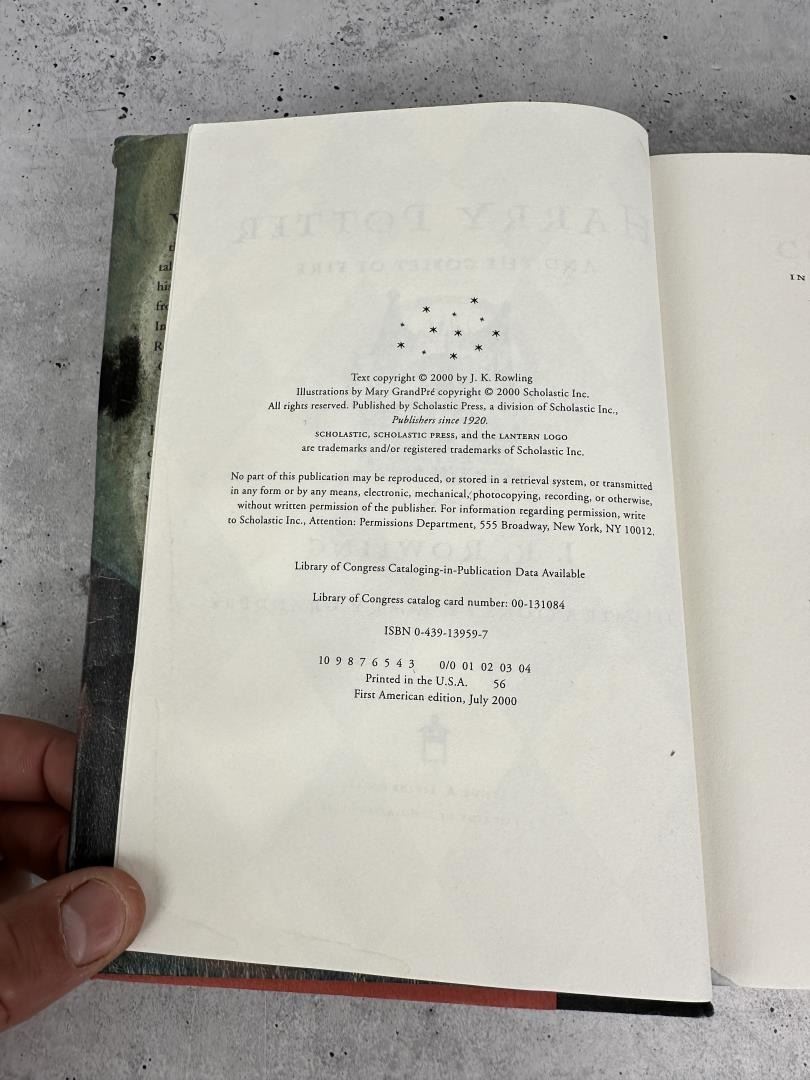 Text copyright © 2000 by J. K. Rowling
Illustrations by Mary GrandPré copyright © 2000 Scholastic Inc.
All rights reserved. Published by Scholastic Press, a division of Scholastic Inc.,
Publishers since 1920.
SCHOLASTIC, SCHOLASTIC PRESS, and the LANTERN LOGO
are trademarks and/or registered trademarks of Scholastic Inc.
No part of this publication may be reproduced, or stored in a retrieval system, or transmitted
in any form or by any means, electronic, mechanical, photocopying, recording, or otherwise,
without written permission of the publisher. For information regarding permission, write
to Scholastic Inc., Attention: Permissions Department, 555 Broadway, New York, NY 10012.
Library of Congress Cataloging-in-Publication Data Available
Library of Congress catalog card number: 00-131084
ISBN 0-439-13959-7
10 9 8 7 6 5 4 3 0/0 01 02 03 04
Printed in the U.S.A. 56
First American edition, July 2000
IN